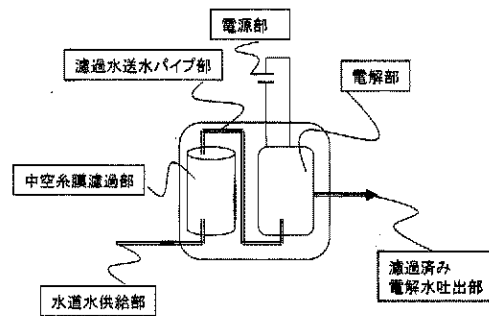 電源部
濾過水送水パイプ部
電解部
中空糸膜濾過部
水道水供給部
濾過済み
電解水吐出部